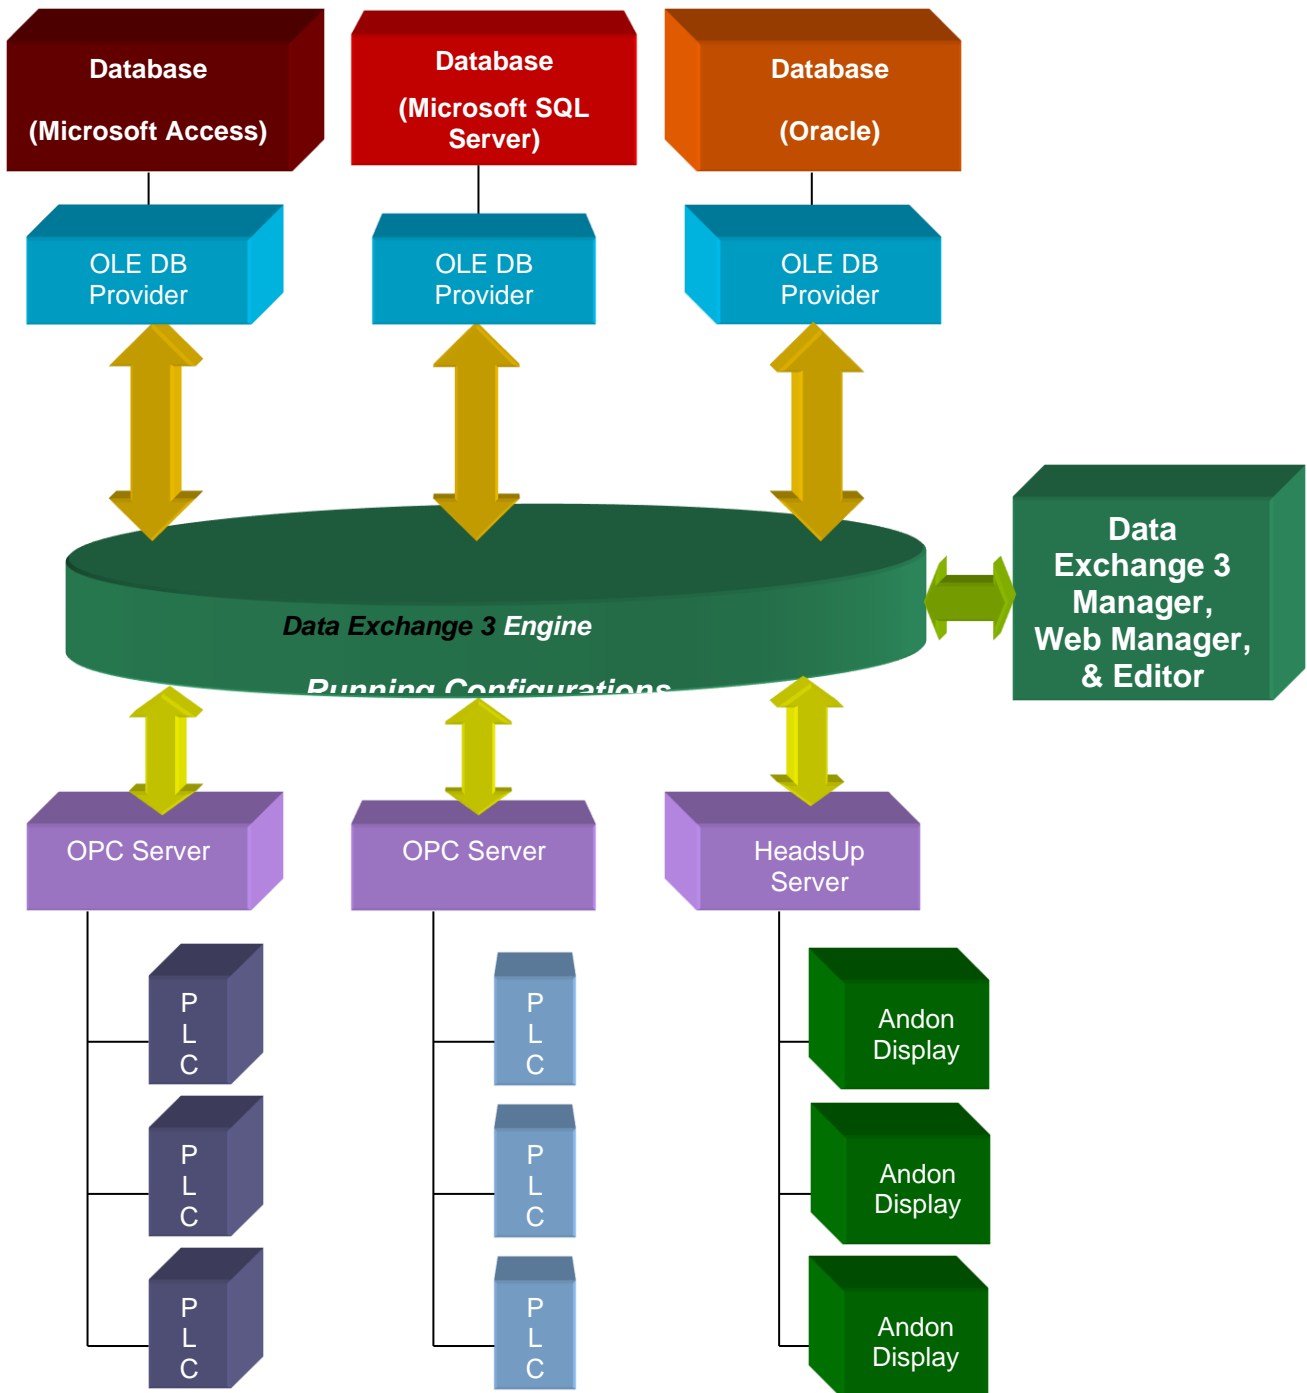 Database
(Microsoft Access)
Database
(Microsoft SQL
Server)
Database
(Oracle)
OLE DB
Provider
OLE DB
Provider
OLE DB
Provider
Data
Exchange 3
Manager,
Web Manager,
& Editor
Data Exchange 3 Engine
Running Configurations
OPC Server
OPC Server
HeadsUp
Server
P
L
C
P
L
C
Andon
Display
P
L
C
P
L
C
Andon
Display
P
L
C
P
L
C
Andon
Display